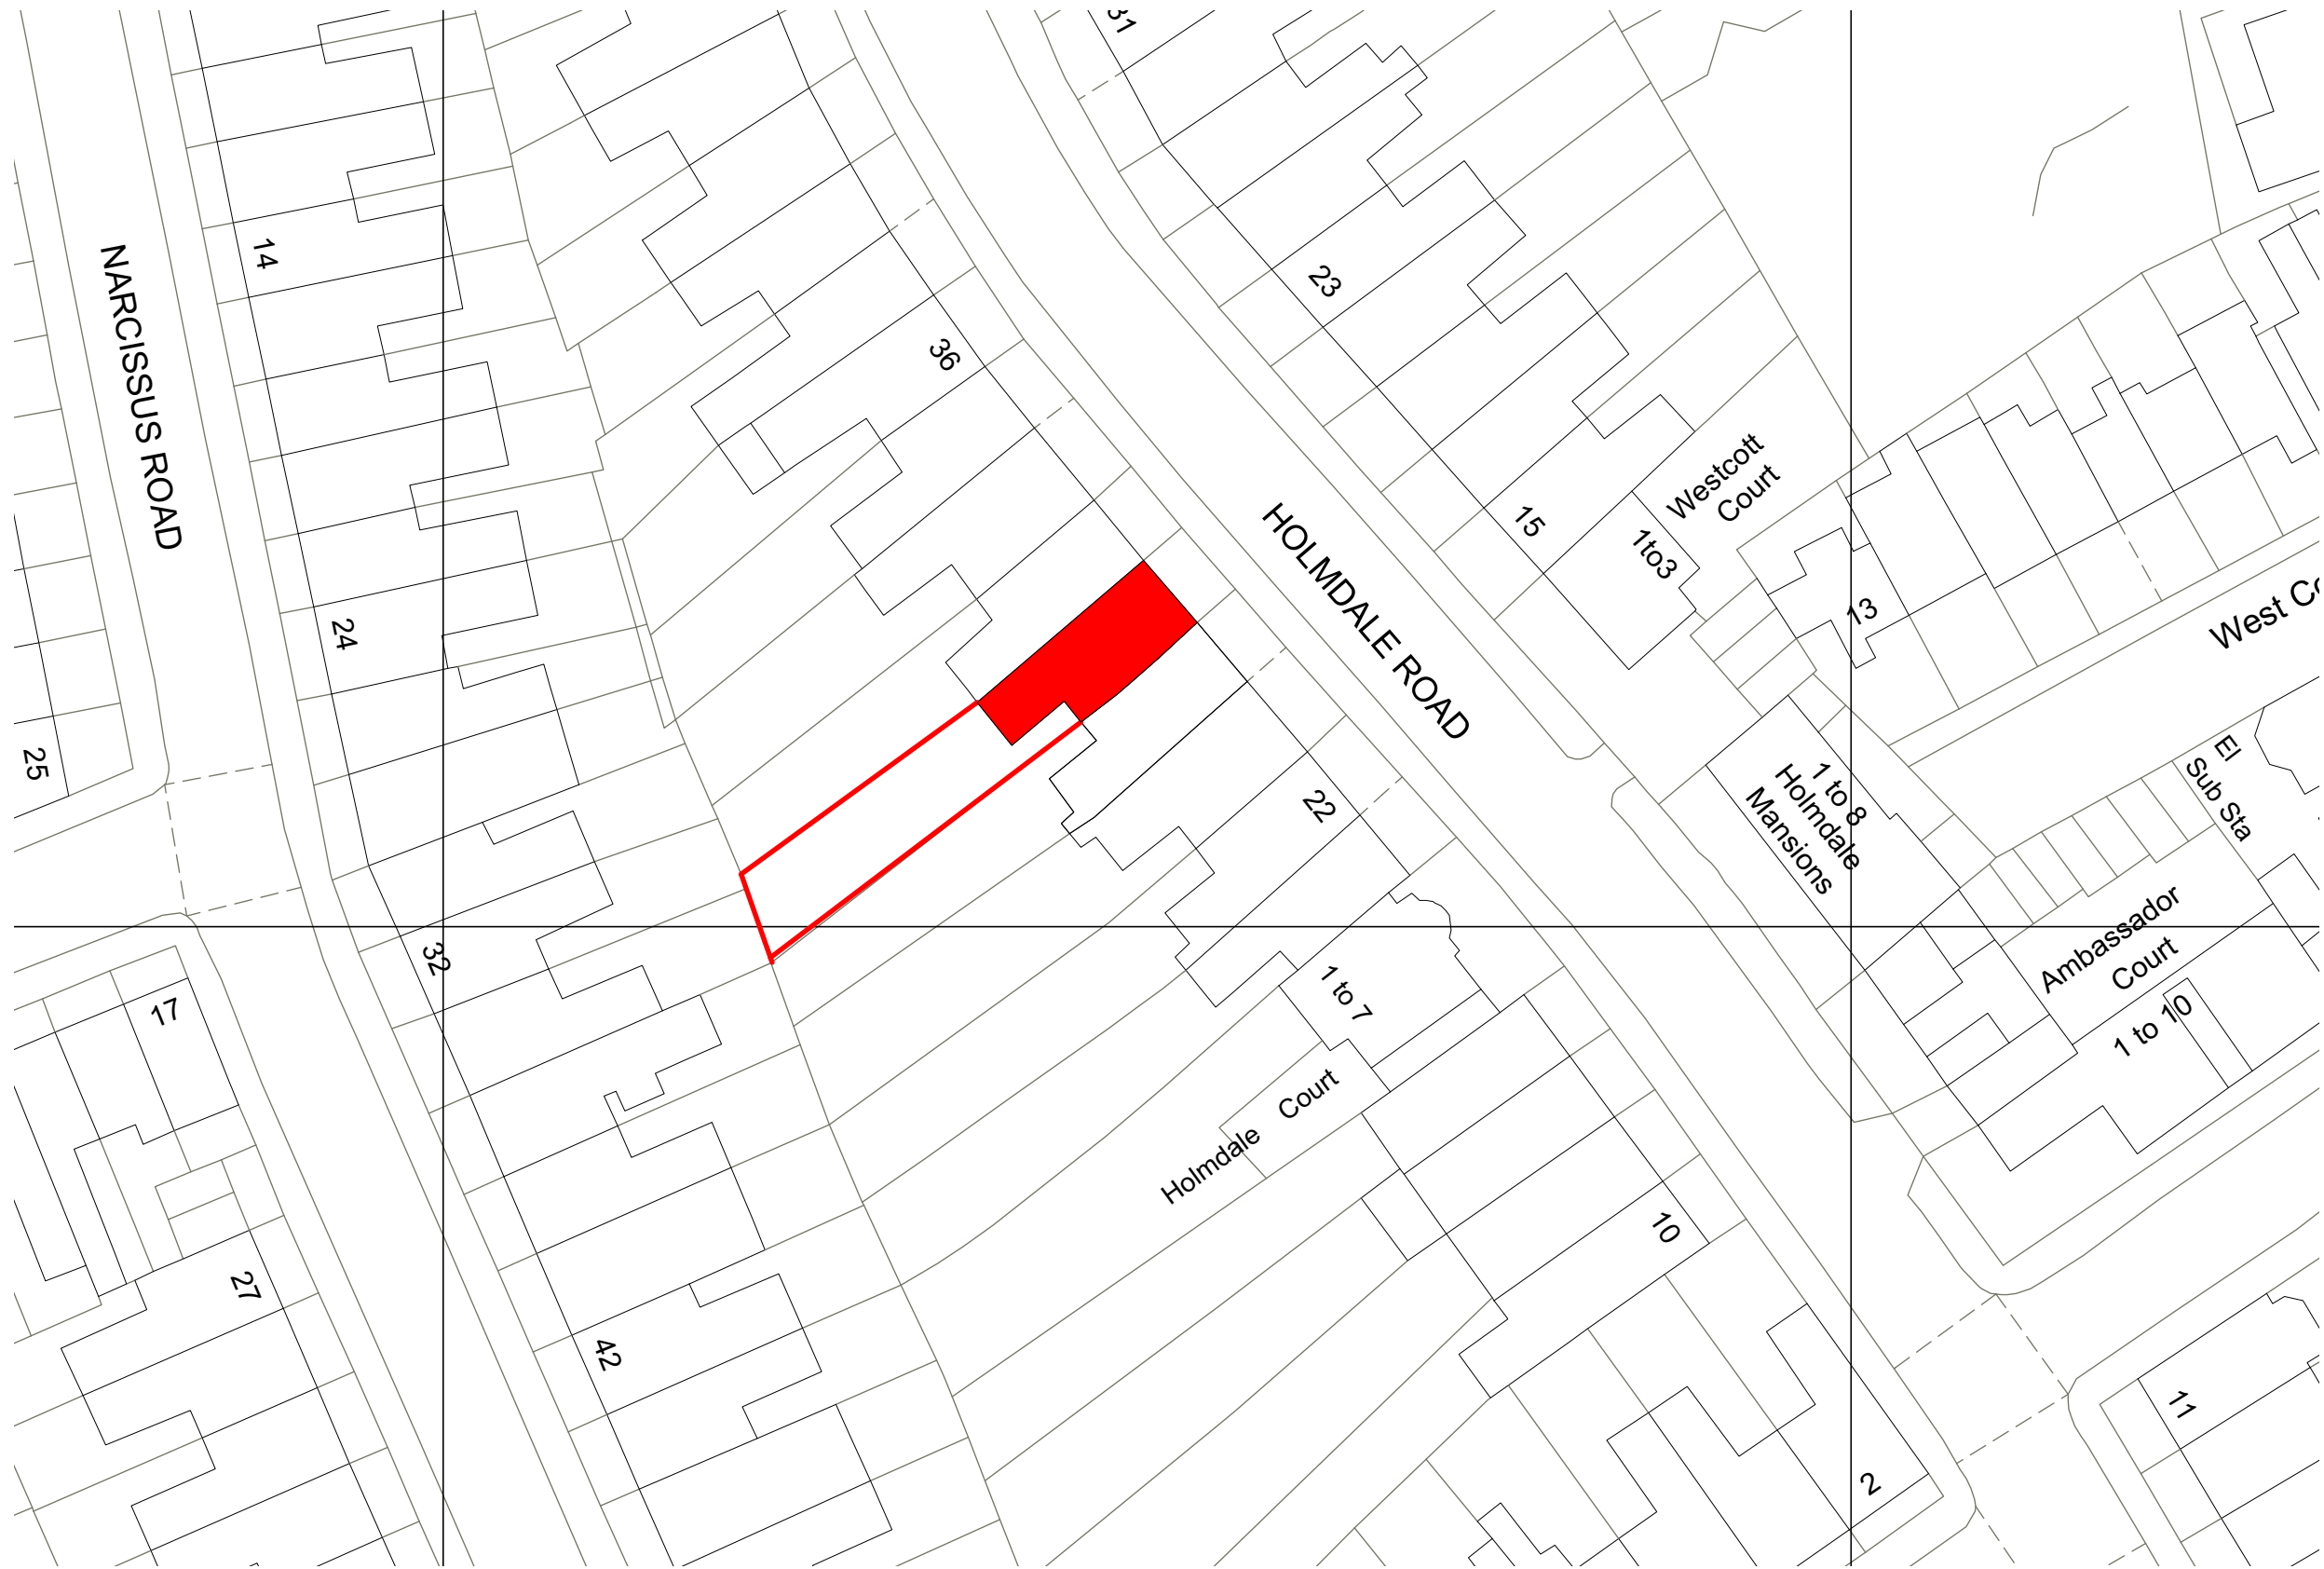 31
14
NARCISSUS ROAD
23
36
Westcott
Court
15
1to3
HOLMDALE ROAD
13
West Co
24
25
El
Sub Sta
22
1 to 8
Holmdale
Mansions
Ambassador
Court
1 to 10
32
17
1 to 7
Holmdale Court
10
27
42
11
2